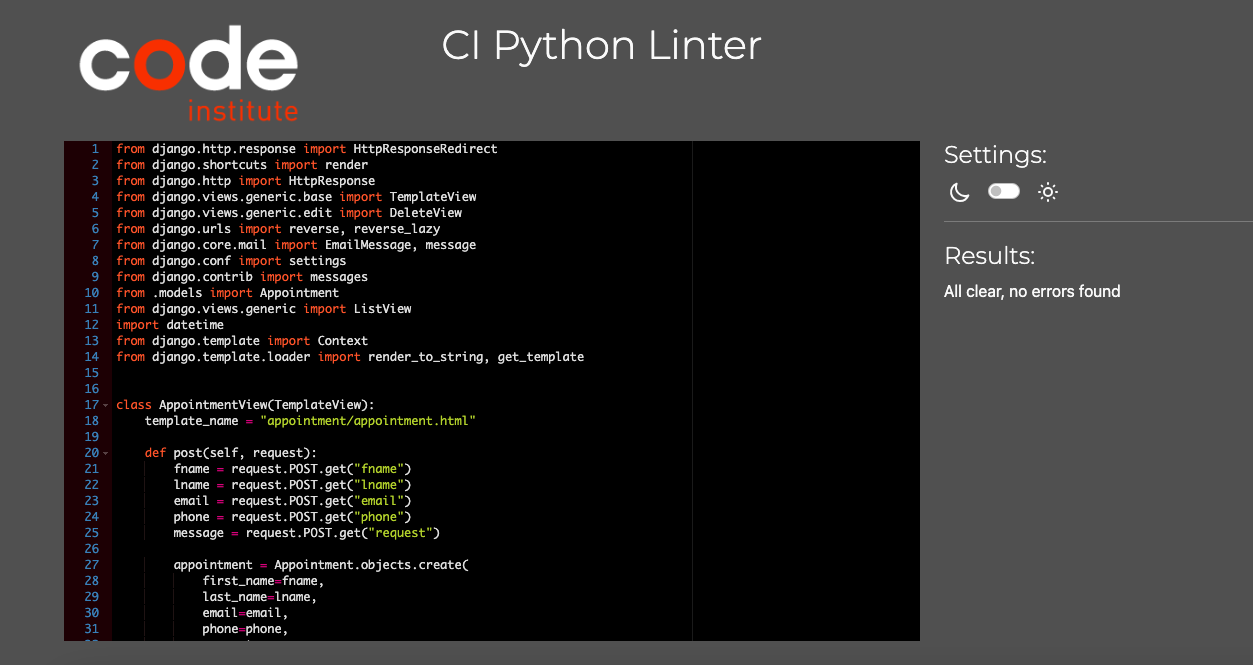 code
institute
CI Python Linter
1 from django.http.response import HttpResponseRedirect
2 from django.shortcuts import render
3 from django.http import HttpResponse
4 from django.views.generic.base import TemplateView
5 from django.views.generic.edit import DeleteView
6 from django.urls import reverse, reverse_lazy
7 from django.core.mail import EmailMessage, message
8 from django.conf import settings
9 from django.contrib import messages
10 from .models import Appointment
11 from django.views.generic import ListView
12 import datetime
13 from django.template import Context
14 from django.template.loader import render_to_string, get_template
15
16
17 class AppointmentView(TemplateView):
18     template_name = "appointment/appointment.html"
19
20     def post(self, request):
21         fname = request.POST.get("fname")
22         lname = request.POST.get("lname")
23         email = request.POST.get("email")
24         phone = request.POST.get("phone")
25         message = request.POST.get("request")
26
27         appointment = Appointment.objects.create(
28             first_name=fname,
29             last_name=lname,
30             email=email,
31             phone=phone,
Settings:
Results:
All clear, no errors found